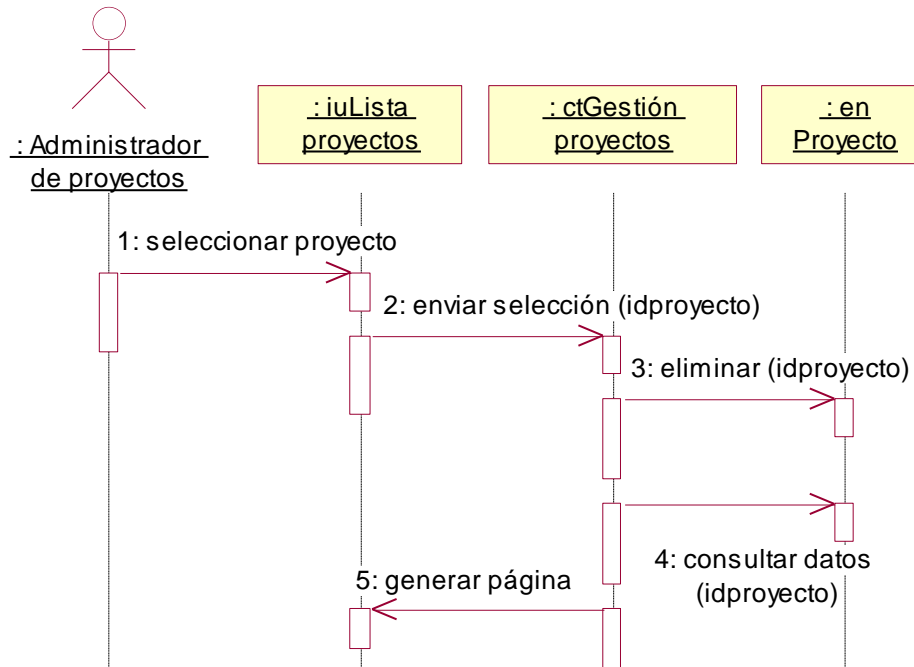 : Administrador
de proyectos
: iuLista
proyectos
: ctGestión
proyectos
: en
Proyecto
1: seleccionar proyecto
2: enviar selección (idproyecto)
3: eliminar (idproyecto)
4: consultar datos
(idproyecto)
5: generar página